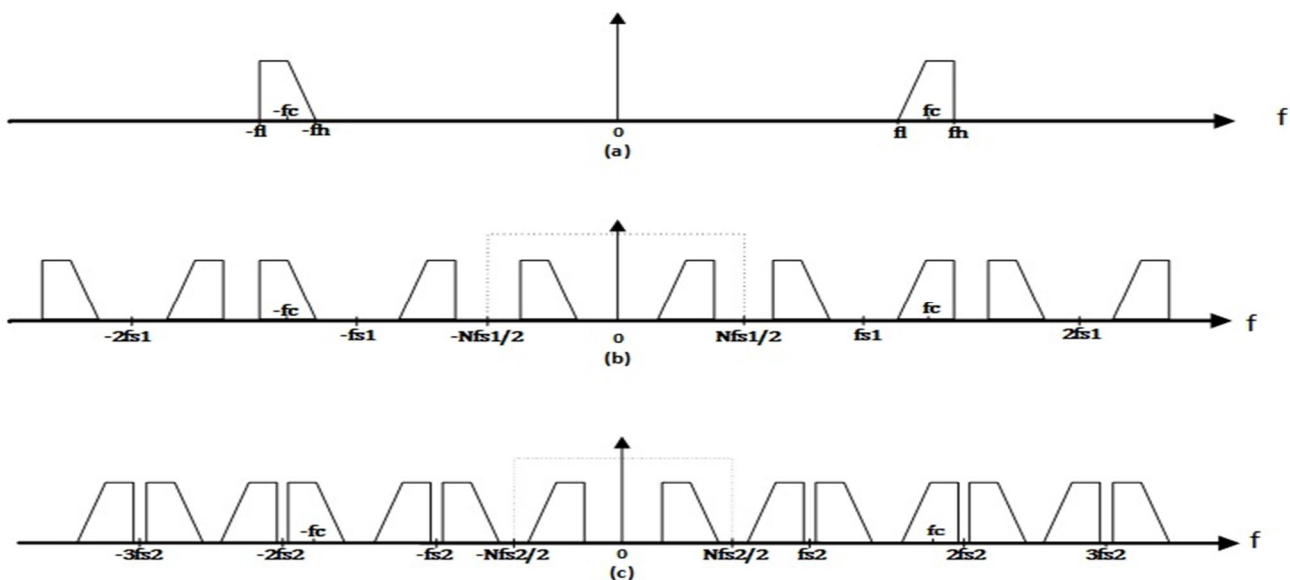 f
-fc fc
-fl -fh 0 fl fh
(a)
-fc fc
f
-2fs1 -fs1 -Nfs1/2 0 Nfs1/2 fs1 2fs1
(b)
-fc fc
f
-3fs2 -2fs2 -fs2 -Nfs2/2 0 Nfs2/2 fs2 2fs2 3fs2
(c)